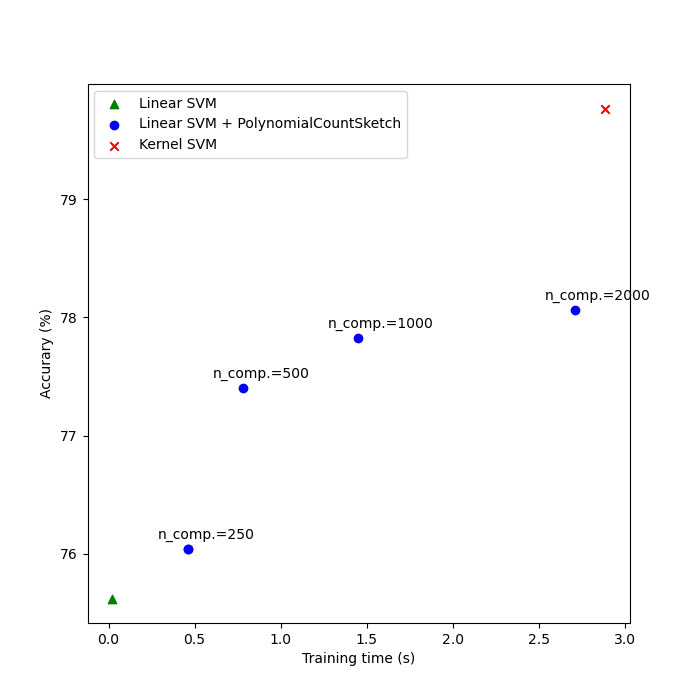 Linear SVM
Linear SVM + PolynomialCountSketch
Kernel SVM
79
78
77
76
Accurary (%)
n_comp.=2000
n_comp.=1000
n_comp.=500
n_comp.=250
0.0 0.5 1.0 1.5 2.0 2.5 3.0
Training time (s)